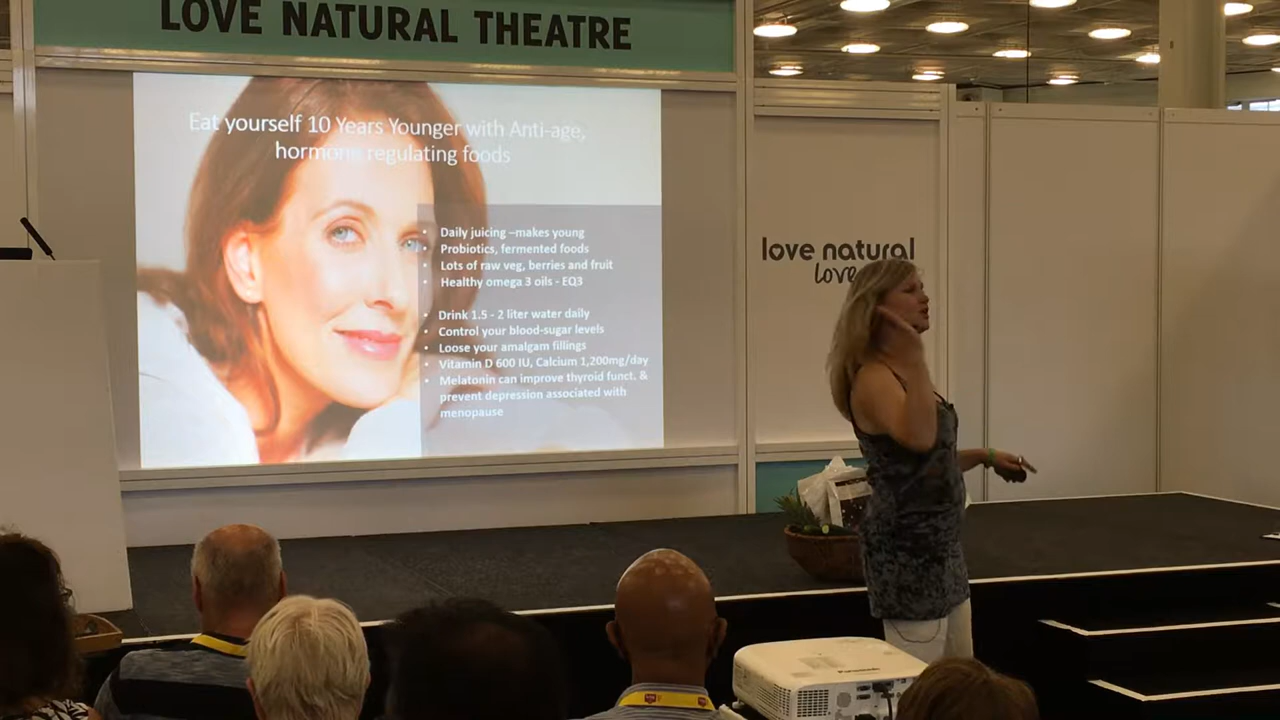 LOVE NATURAL THEATRE
Eat yourself 10 Years Younger with Anti-age,
hormone regulating foods
• Daily juicing –makes young
• Probiotics, fermented foods
• Lots of raw veg, berries and fruit
• Healthy omega 3 oils - EQ3
• Drink 1.5 - 2 liter water daily
• Control your blood-sugar levels
• Loose your amalgam fillings
• Vitamin D 600 IU, Calcium 1,200mg/day
• Melatonin can improve thyroid funct. &
prevent depression associated with
menopause
love natural
love
Panasonic